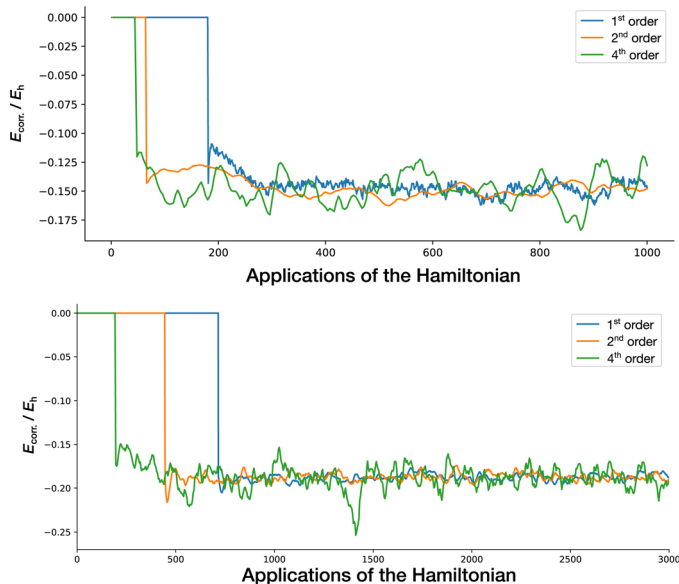 0.000
−0.025
−0.050
−0.075
−0.100
−0.125
−0.150
−0.175
E_corr. / E_h
1st order
2nd order
4th order
0 200 400 600 800 1000
Applications of the Hamiltonian
0.00
−0.05
−0.10
−0.15
−0.20
−0.25
E_corr. / E_h
1st order
2nd order
4th order
0 500 1000 1500 2000 2500 3000
Applications of the Hamiltonian